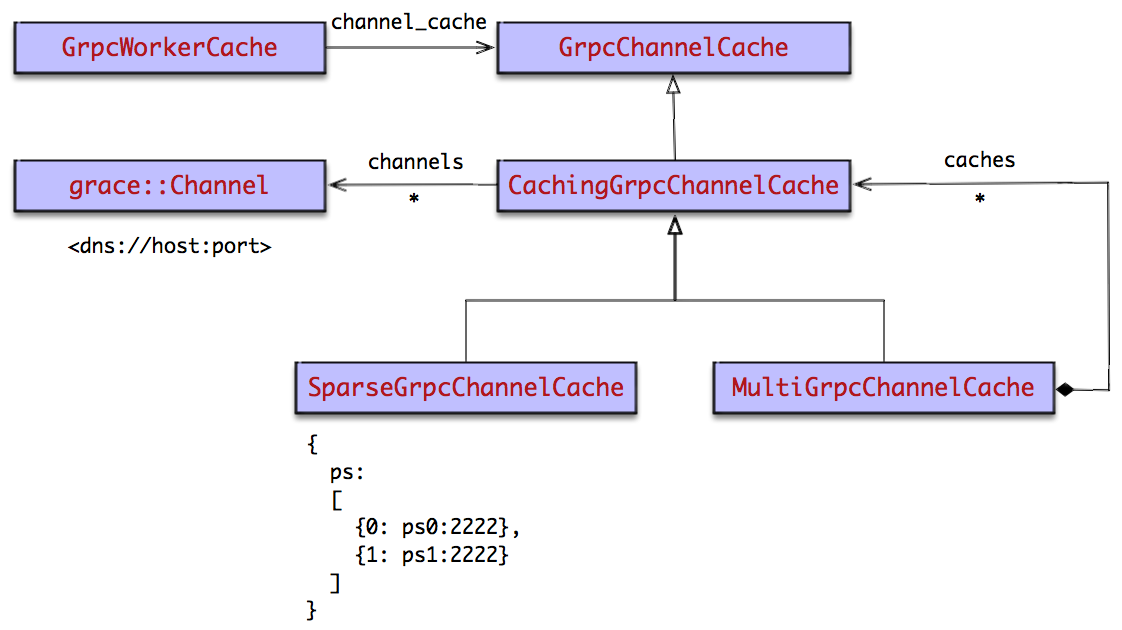 channel_cache
GrpcWorkerCache
GrpcChannelCache
channels
caches
grace::Channel
*
CachingGrpcChannelCache
*
<dns://host:port>
SparseGrpcChannelCache
MultiGrpcChannelCache
{
ps:
[
{0: ps0:2222},
{1: ps1:2222}
]
}